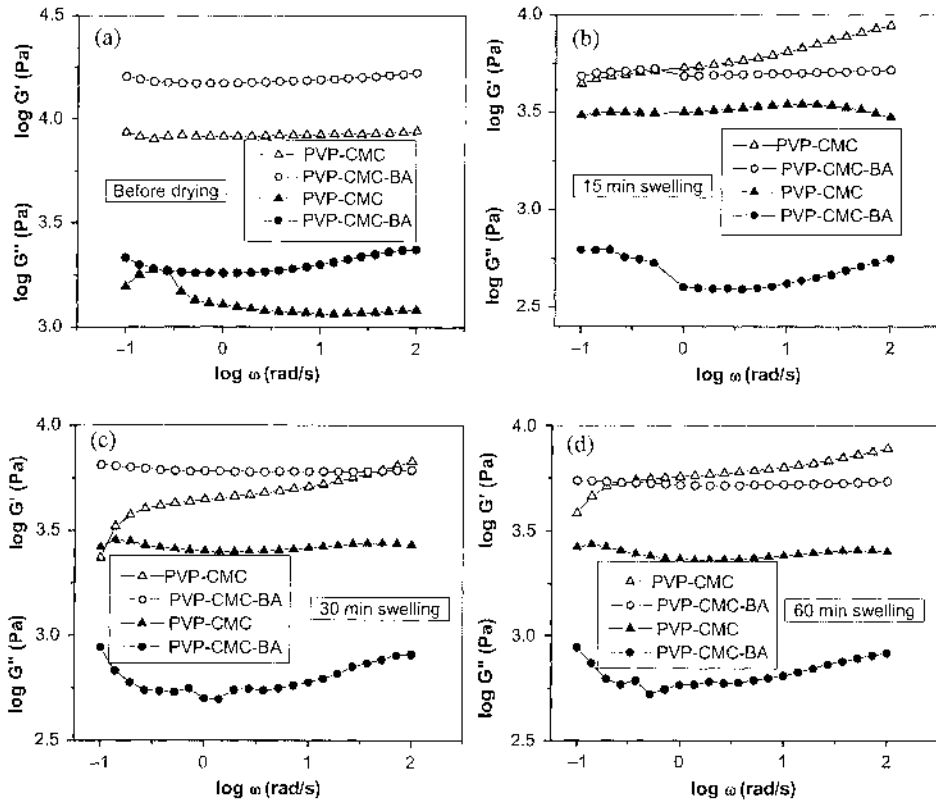 (a)
4.5
4.0
3.5
3.0
log G' (Pa)
log G" (Pa)
PVP-CMC
PVP-CMC-BA
PVP-CMC
PVP-CMC-BA
Before drying
−1 0 1 2
log ω (rad/s)
(b)
4.0
3.5
3.0
2.5
log G' (Pa)
log G" (Pa)
PVP-CMC
PVP-CMC-BA
PVP-CMC
PVP-CMC-BA
15 min swelling
−1 0 1 2
log ω (rad/s)
(c)
4.0
3.5
3.0
2.5
log G' (Pa)
log G" (Pa)
PVP-CMC
PVP-CMC-BA
PVP-CMC
PVP-CMC-BA
30 min swelling
−1 0 1 2
log ω (rad/s)
(d)
4.0
3.5
3.0
2.5
log G' (Pa)
log G" (Pa)
PVP-CMC
PVP-CMC-BA
PVP-CMC
PVP-CMC-BA
60 min swelling
−1 0 1 2
log ω (rad/s)